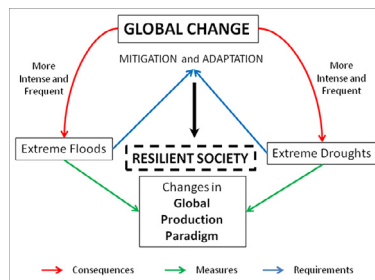 GLOBAL CHANGE
MITIGATION and ADAPTATION
More
Intense and
Frequent
More
Intense and
Frequent
Extreme Floods
RESILIENT SOCIETY
Extreme Droughts
Changes in
Global
Production
Paradigm
Consequences
Measures
Requirements